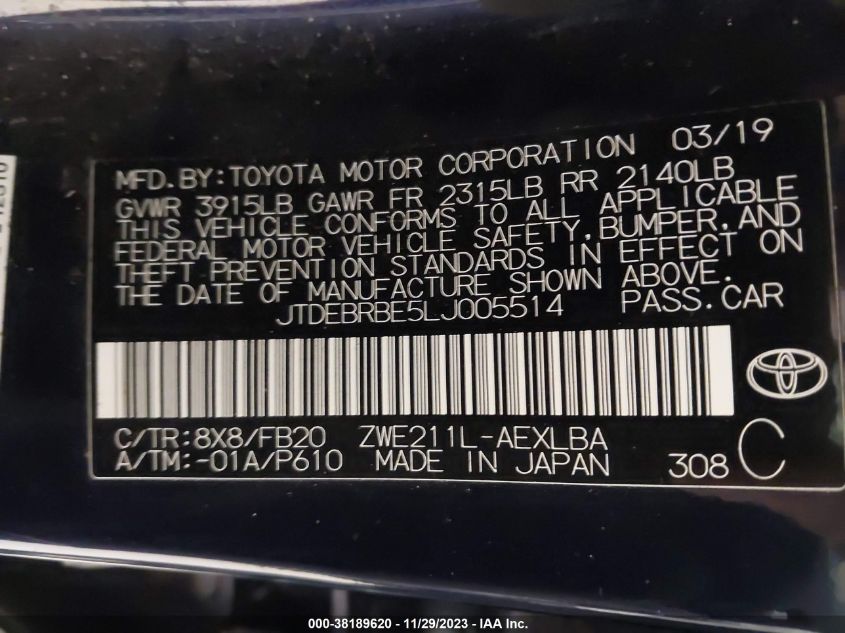 MFD.BY:TOYOTA MOTOR CORPORATION 03/19
GVWR 3915LB GAWR FR 2315LB RR 2140LB
THIS VEHICLE CONFORMS TO ALL APPLICABLE
FEDERAL MOTOR VEHICLE SAFETY,BUMPER,AND
THEFT PREVENTION STANDARDS IN EFFECT ON
THE DATE OF MANUFACTURE SHOWN ABOVE.
JTDEBRBE5LJ005514 PASS.CAR
C/TR:8X8/FB20 ZWE211L-AEXLBA
A/TM:-01A/P610 MADE IN JAPAN 308 C
000-38189620 - 11/29/2023 - IAA Inc.